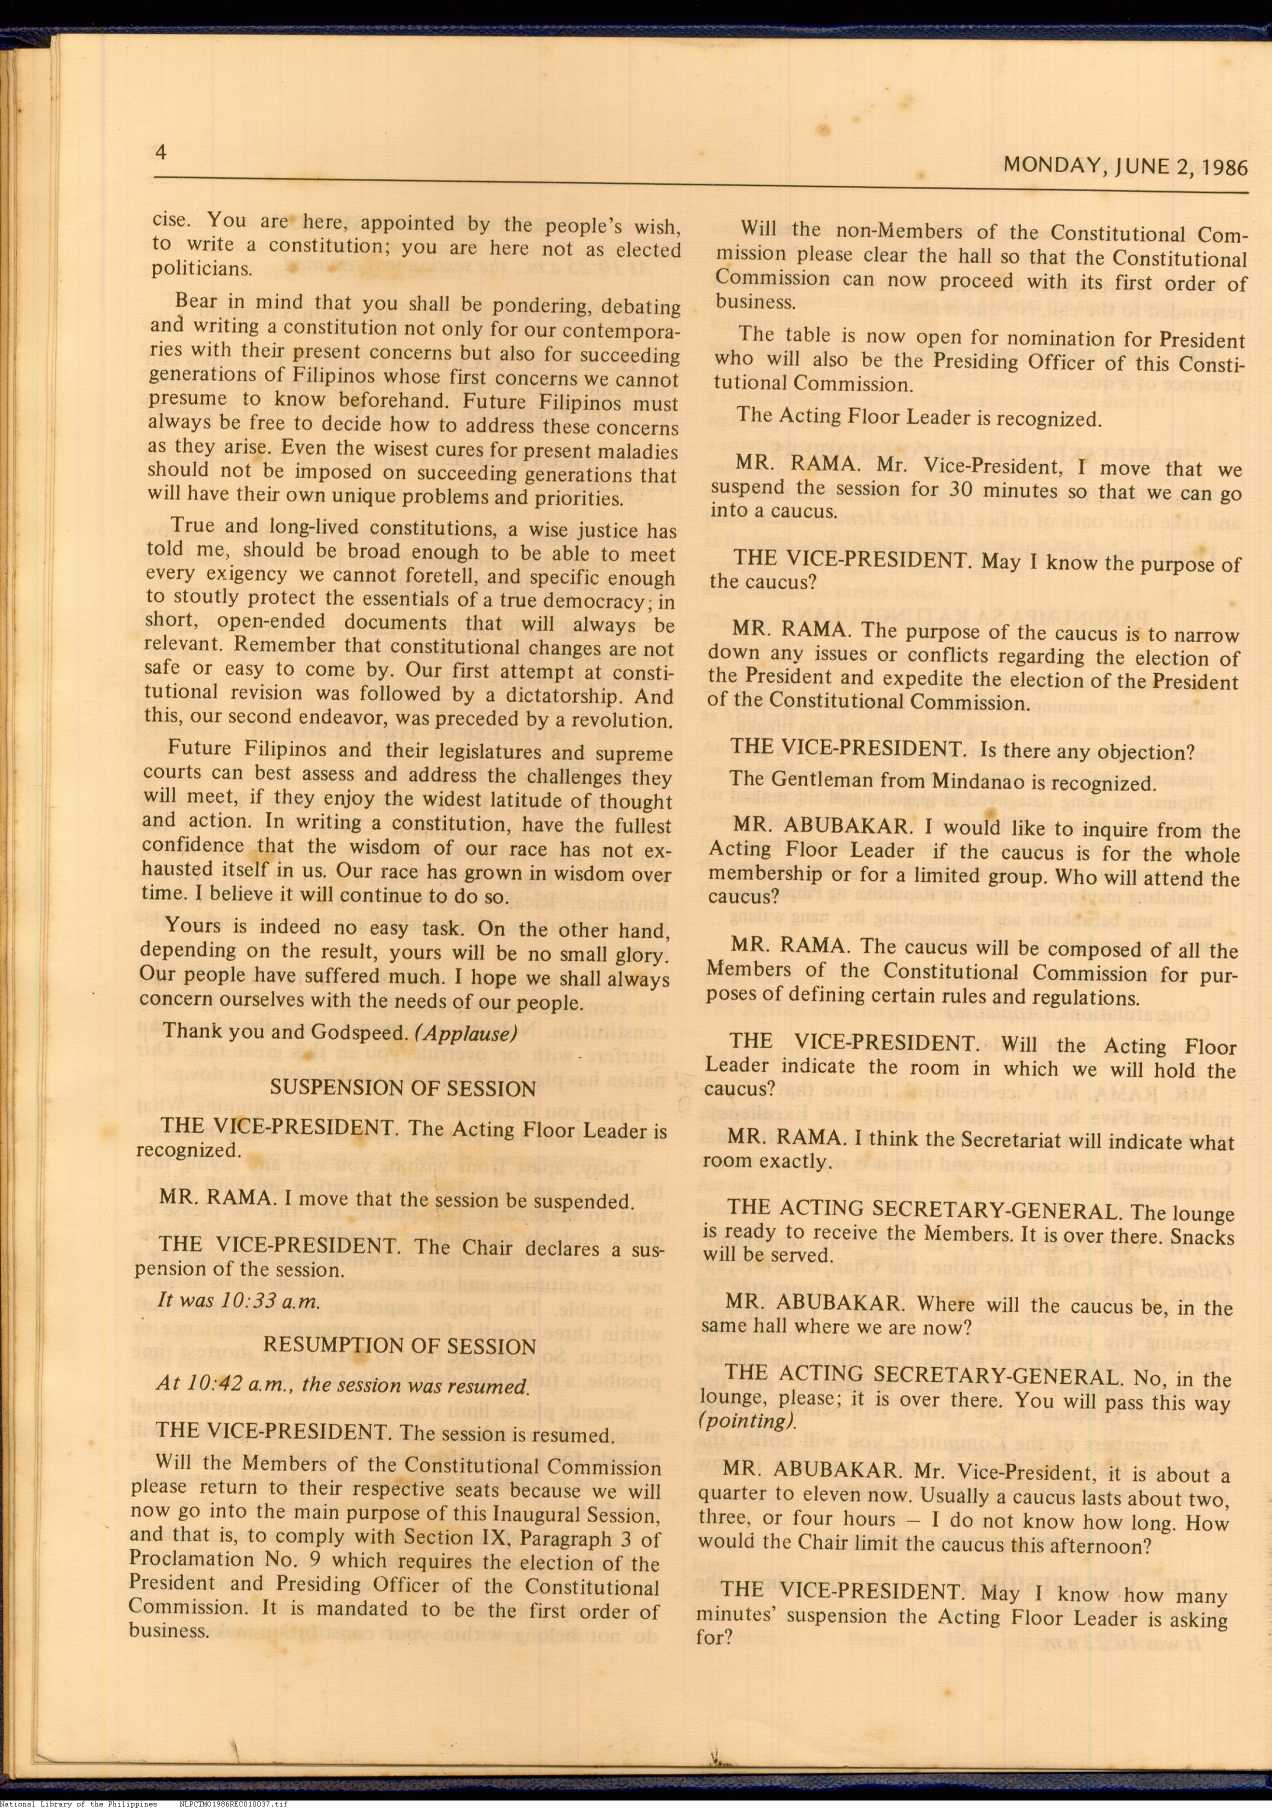 4
MONDAY, JUNE 2, 1986
cise. You are here, appointed by the people's wish,
to write a constitution; you are here not as elected
politicians.
Bear in mind that you shall be pondering, debating
and writing a constitution not only for our contempora-
ries with their present concerns but also for succeeding
generations of Filipinos whose first concerns we cannot
presume to know beforehand. Future Filipinos must
always be free to decide how to address these concerns
as they arise. Even the wisest cures for present maladies
should not be imposed on succeeding generations that
will have their own unique problems and priorities.
True and long-lived constitutions, a wise justice has
told me, should be broad enough to be able to meet
every exigency we cannot foretell, and specific enough
to stoutly protect the essentials of a true democracy; in
short, open-ended documents that will always be
relevant. Remember that constitutional changes are not
safe or easy to come by. Our first attempt at consti-
tutional revision was followed by a dictatorship. And
this, our second endeavor, was preceded by a revolution.
Future Filipinos and their legislatures and supreme
courts can best assess and address the challenges they
will meet, if they enjoy the widest latitude of thought
and action. In writing a constitution, have the fullest
confidence that the wisdom of our race has not ex-
hausted itself in us. Our race has grown in wisdom over
time. I believe it will continue to do so.
Yours is indeed no easy task. On the other hand,
depending on the result, yours will be no small glory.
Our people have suffered much. I hope we shall always
concern ourselves with the needs of our people.
Thank you and Godspeed. (Applause)
SUSPENSION OF SESSION
THE VICE-PRESIDENT. The Acting Floor Leader is
recognized.
MR. RAMA. I move that the session be suspended.
THE VICE-PRESIDENT. The Chair declares a sus-
pension of the session.
It was 10:33 a.m.
RESUMPTION OF SESSION
At 10:42 a.m., the session was resumed.
THE VICE-PRESIDENT. The session is resumed.
Will the Members of the Constitutional Commission
please return to their respective seats because we will
now go into the main purpose of this Inaugural Session,
and that is, to comply with Section IX, Paragraph 3 of
Proclamation No. 9 which requires the election of the
President and Presiding Officer of the Constitutional
Commission. It is mandated to be the first order of
business.
Will the non-Members of the Constitutional Com-
mission please clear the hall so that the Constitutional
Commission can now proceed with its first order of
business.
The table is now open for nomination for President
who will also be the Presiding Officer of this Consti-
tutional Commission.
The Acting Floor Leader is recognized.
MR. RAMA. Mr. Vice-President, I move that we
suspend the session for 30 minutes so that we can go
into a caucus.
THE VICE-PRESIDENT. May I know the purpose of
the caucus?
MR. RAMA. The purpose of the caucus is to narrow
down any issues or conflicts regarding the election of
the President and expedite the election of the President
of the Constitutional Commission.
THE VICE-PRESIDENT. Is there any objection?
The Gentleman from Mindanao is recognized.
MR. ABUBAKAR. I would like to inquire from the
Acting Floor Leader if the caucus is for the whole
membership or for a limited group. Who will attend the
caucus?
MR. RAMA. The caucus will be composed of all the
Members of the Constitutional Commission for pur-
poses of defining certain rules and regulations.
THE VICE-PRESIDENT. Will the Acting Floor
Leader indicate the room in which we will hold the
caucus?
MR. RAMA. I think the Secretariat will indicate what
room exactly.
THE ACTING SECRETARY-GENERAL. The lounge
is ready to receive the Members. It is over there. Snacks
will be served.
MR. ABUBAKAR. Where will the caucus be, in the
same hall where we are now?
THE ACTING SECRETARY-GENERAL. No, in the
lounge, please; it is over there. You will pass this way
(pointing).
MR. ABUBAKAR. Mr. Vice-President, it is about a
quarter to eleven now. Usually a caucus lasts about two,
three, or four hours — I do not know how long. How
would the Chair limit the caucus this afternoon?
THE VICE-PRESIDENT. May I know how many
minutes' suspension the Acting Floor Leader is asking
for?
National Library of the Philippines NLPCIM01986REC010037.tif